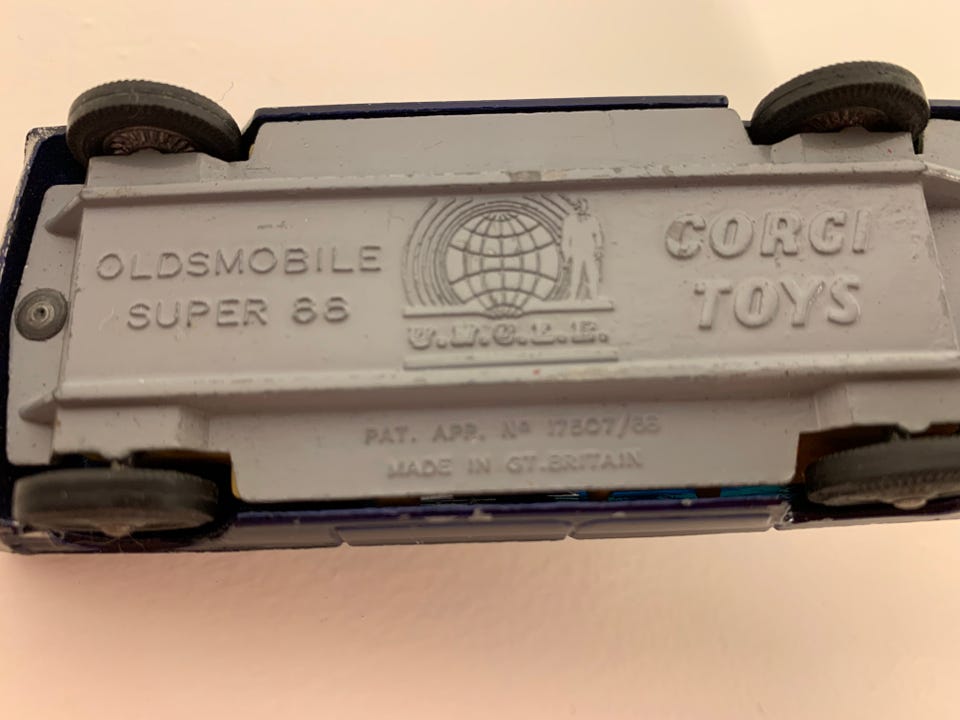 OLDSMOBILE
SUPER 88
U.N.C.L.E.
CORGI
TOYS
PAT. APP. Nº 17507/66
MADE IN GT. BRITAIN